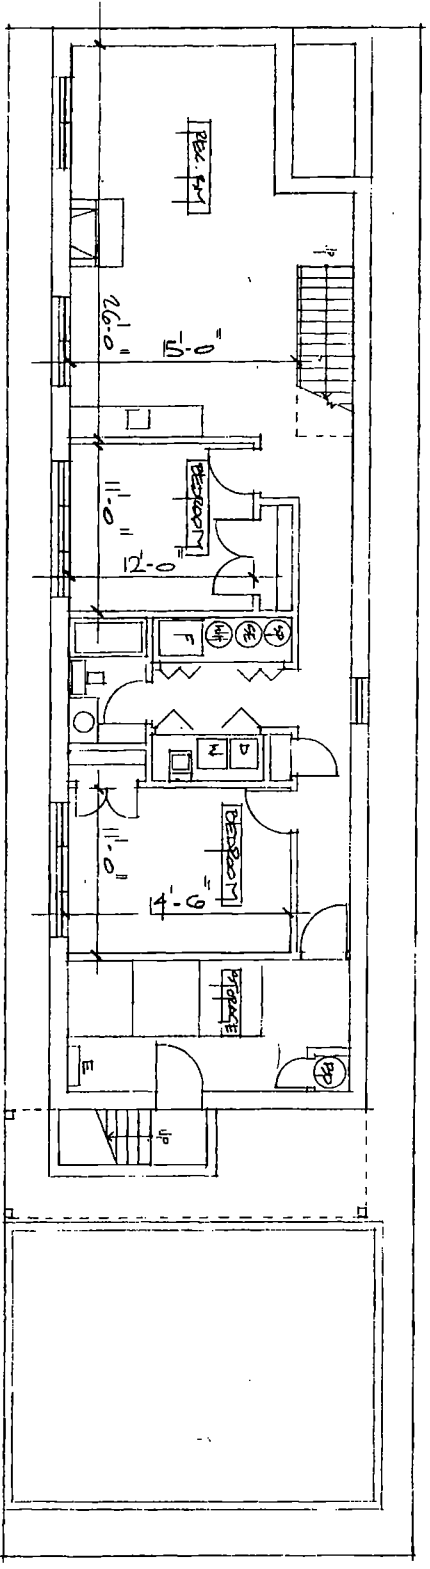 REC. RM
UP
26'-0"
15'-0"
BEDROOM
11'-0"
12'-0"
F
WH
SE
W
D
BEDROOM
11'-0"
14'-6"
STORAGE
E
UP